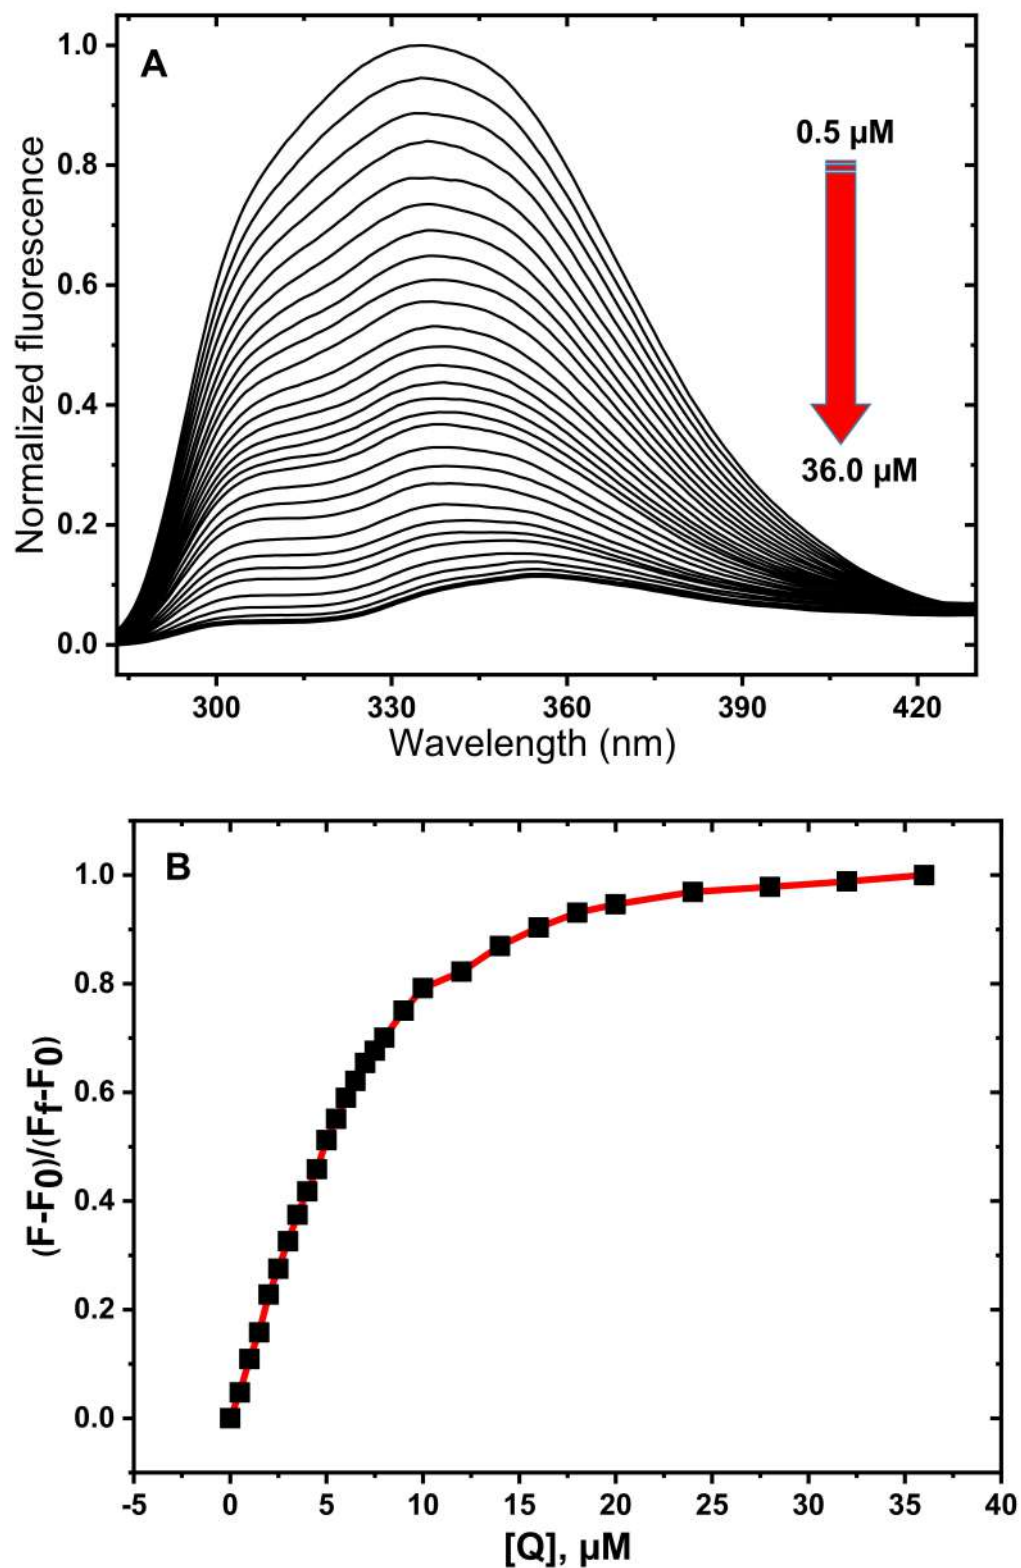 A
1.0
0.8
0.6
0.4
0.2
0.0
Normalized fluorescence
0.5 µM
36.0 µM
300 330 360 390 420
Wavelength (nm)
B
1.0
0.8
0.6
0.4
0.2
0.0
(F-F0)/(Ff-F0)
-5 0 5 10 15 20 25 30 35 40
[Q], µM